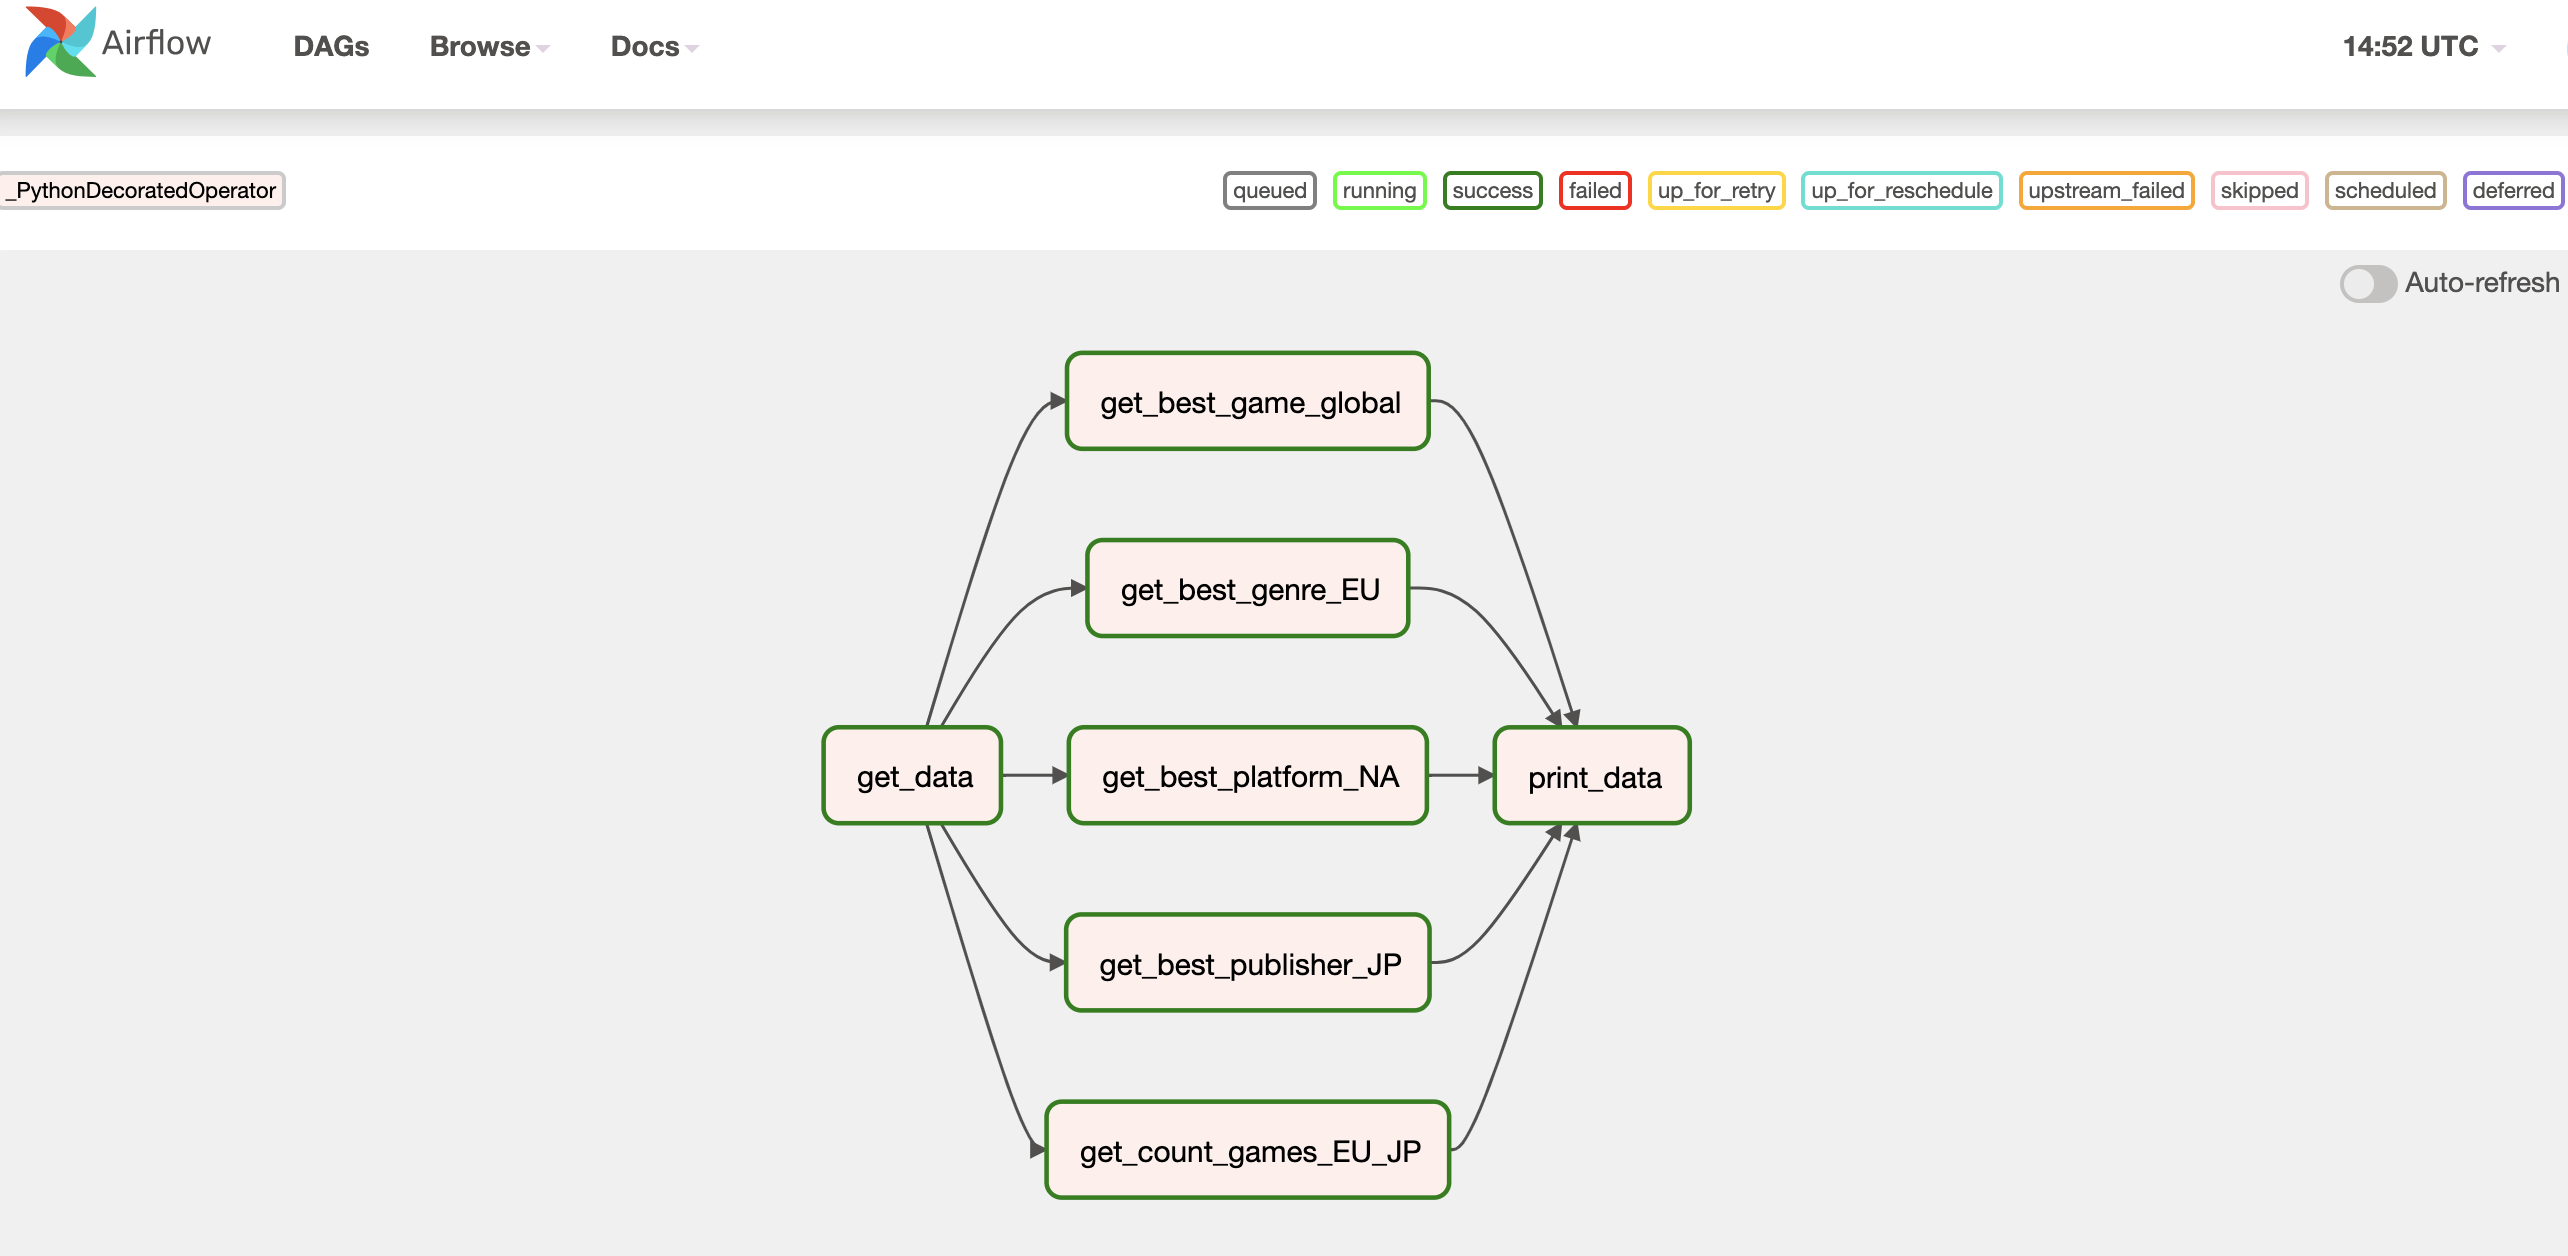 Airflow DAGs Browse Docs 14:52 UTC
_PythonDecoratedOperator queued running success failed up_for_retry up_for_reschedule upstream_failed skipped scheduled deferred
Auto-refresh
get_best_game_global
get_best_genre_EU
get_data get_best_platform_NA print_data
get_best_publisher_JP
get_count_games_EU_JP